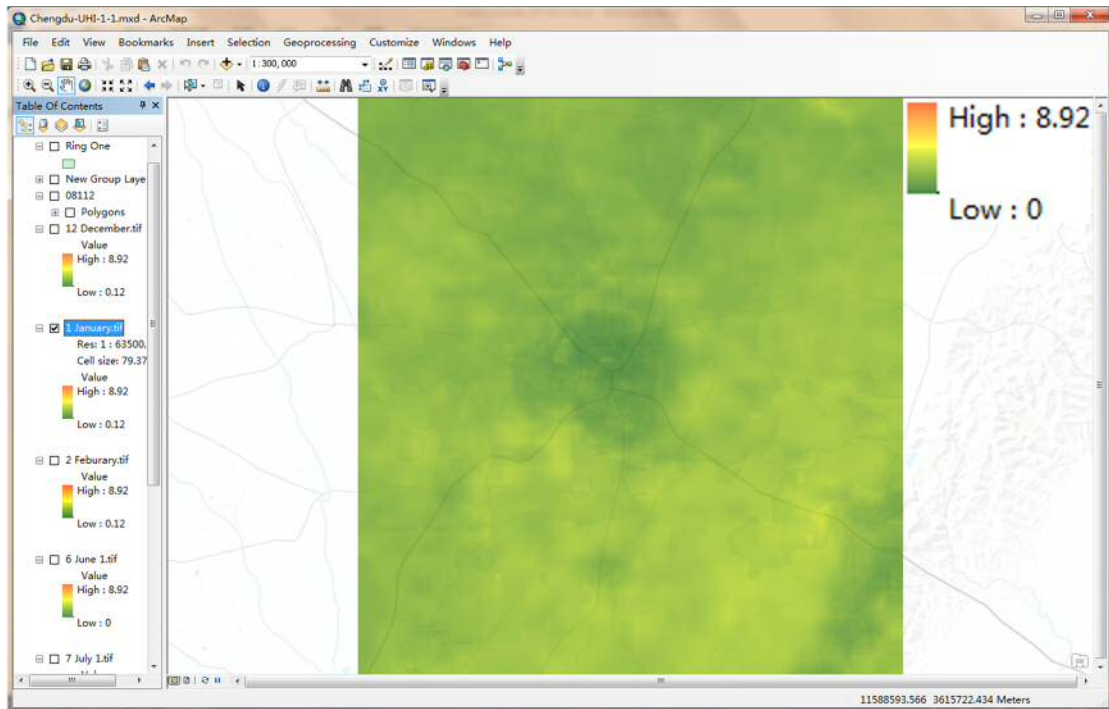 Chengdu-UHI-1-1.mxd - ArcMap
File Edit View Bookmarks Insert Selection Geoprocessing Customize Windows Help
1:300,000
Table Of Contents
Ring One
New Group Laye
08112
Polygons
12 December.tif
Value
High : 8.92
Low : 0.12
1 January.tif
Res: 1 : 63500.
Cell size: 79.37
Value
High : 8.92
Low : 0.12
2 Feburary.tif
Value
High : 8.92
Low : 0.12
6 June 1.tif
Value
High : 8.92
Low : 0
7 July 1.tif
High : 8.92
Low : 0
11588593.566 3615722.434 Meters